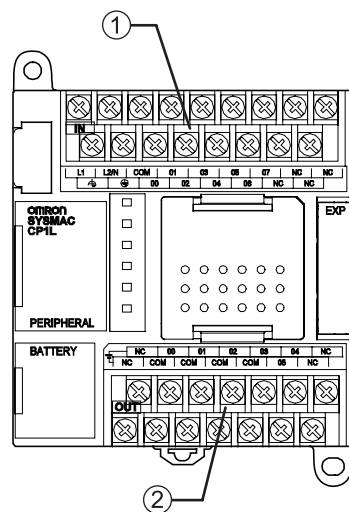 ①
IN
L1 L2/N COM 01 03 05 07 NC NC
00 02 04 06 NC NC
OMRON
SYSMAC
CP1L
EXP
PERIPHERAL
BATTERY
NC 00 01 02 03 04 NC
NC COM COM COM COM 05 NC
OUT
②